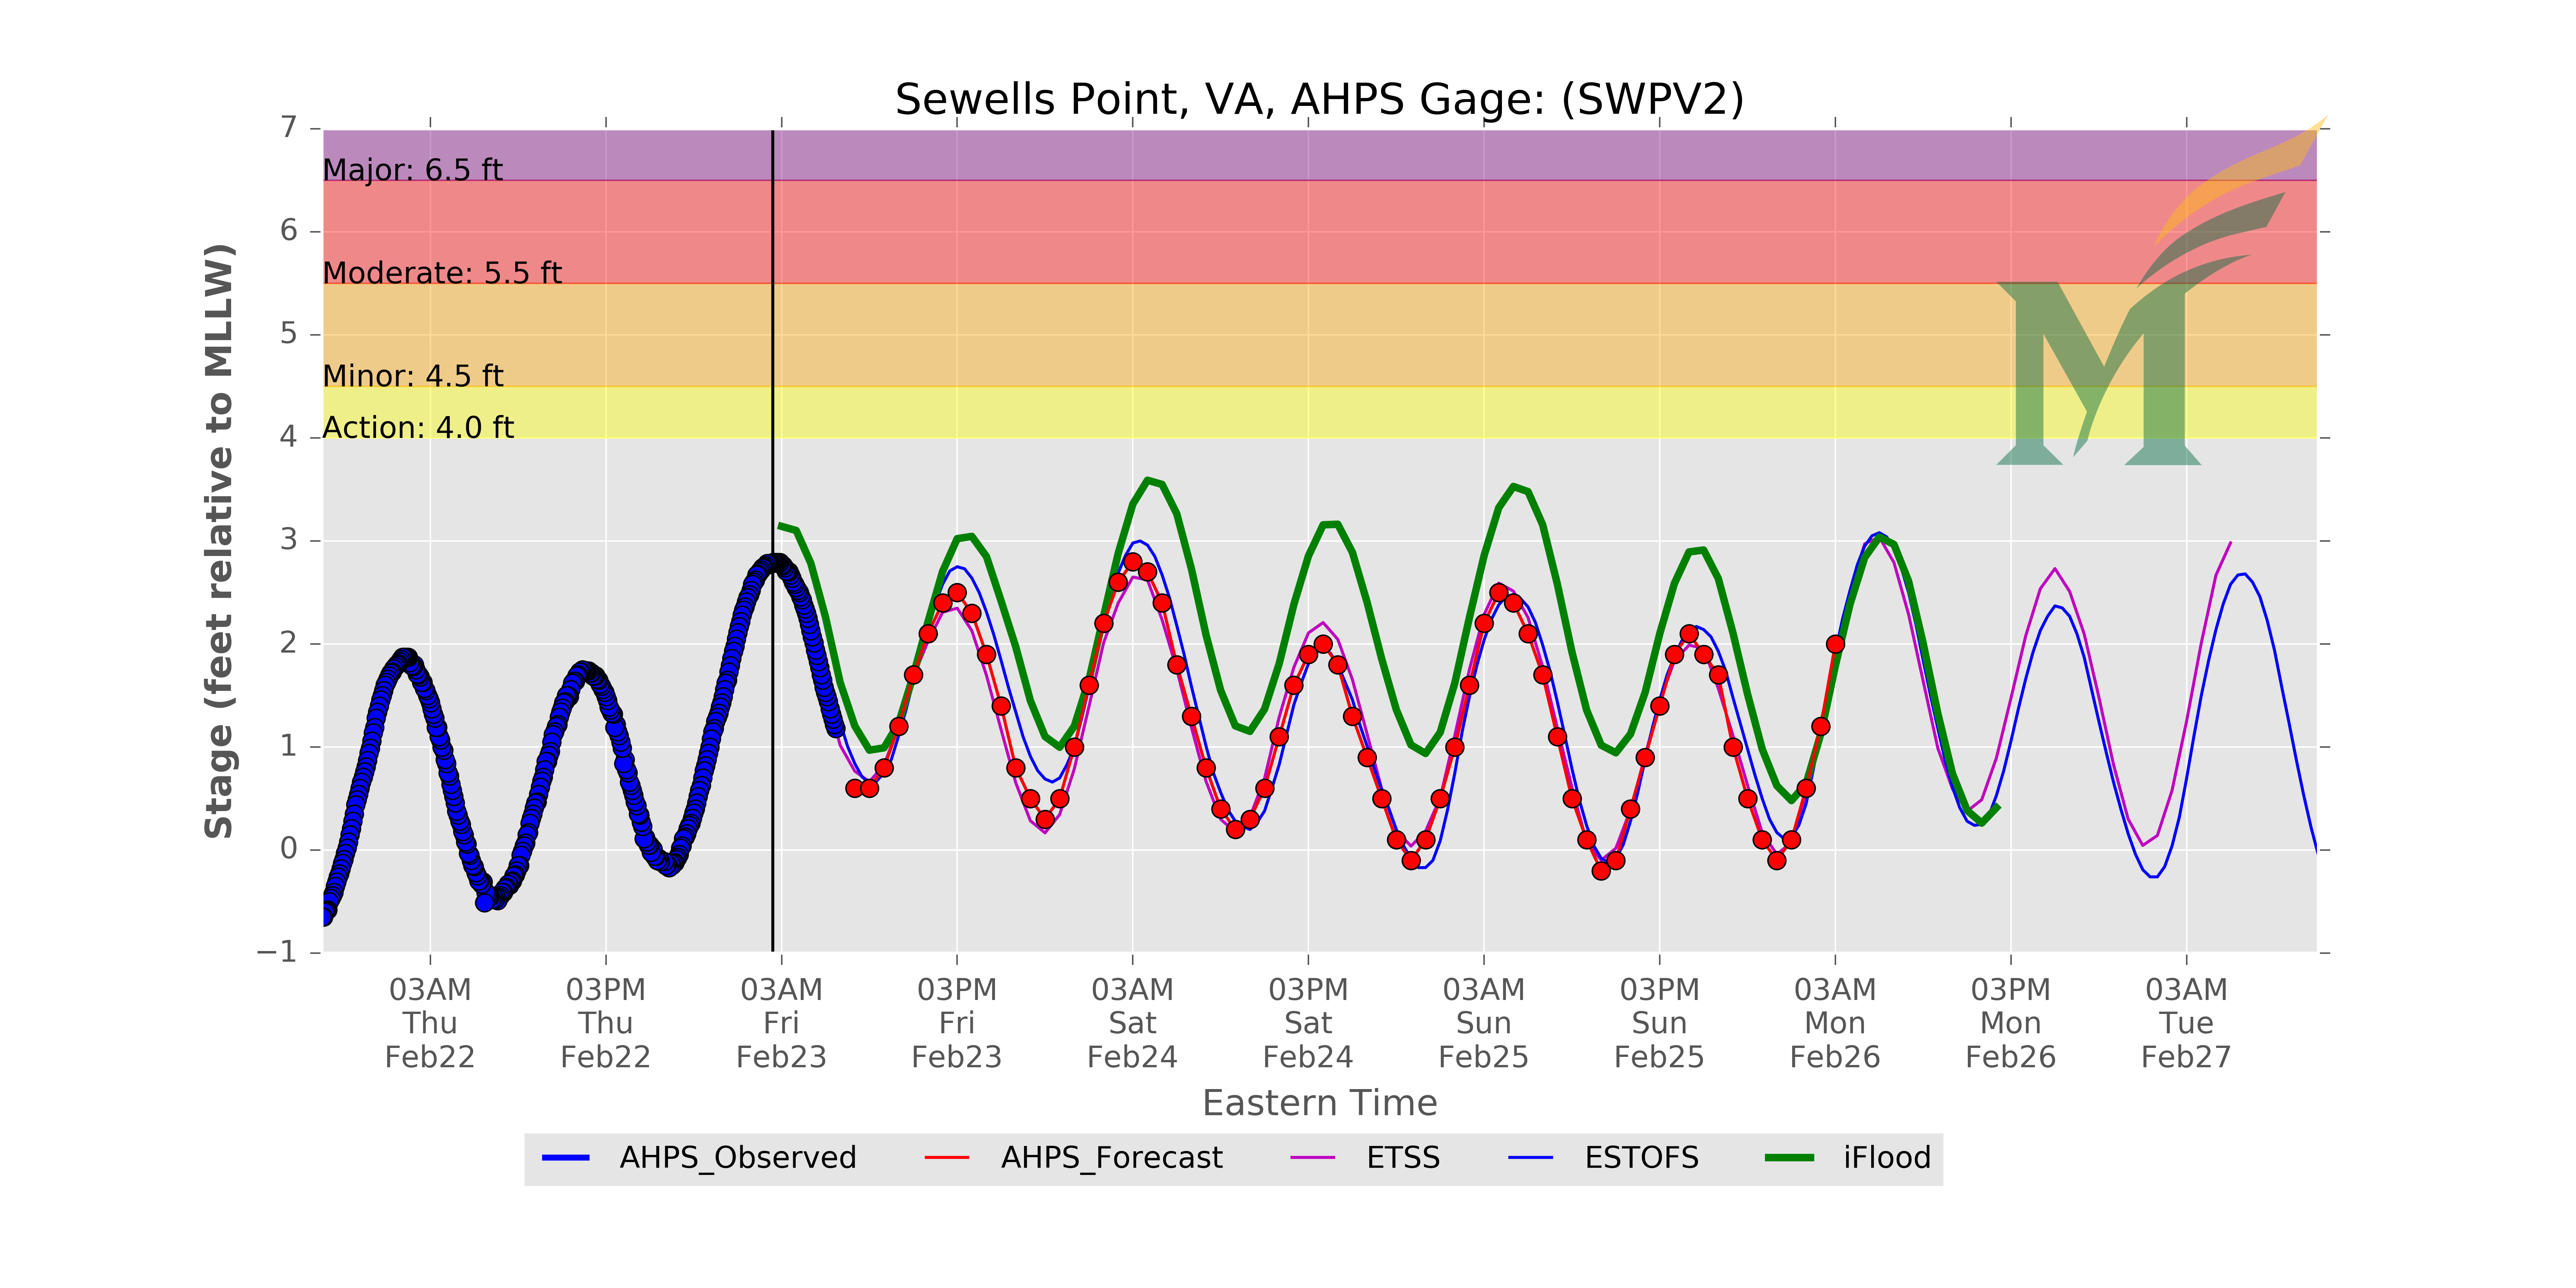 Sewells Point, VA, AHPS Gage: (SWPV2)
Stage (feet relative to MLLW)
7
6
5
4
3
2
1
0
−1
Major: 6.5 ft
Moderate: 5.5 ft
Minor: 4.5 ft
Action: 4.0 ft
M
03AM
Thu
Feb22
03PM
Thu
Feb22
03AM
Fri
Feb23
03PM
Fri
Feb23
03AM
Sat
Feb24
03PM
Sat
Feb24
03AM
Sun
Feb25
03PM
Sun
Feb25
03AM
Mon
Feb26
03PM
Mon
Feb26
03AM
Tue
Feb27
Eastern Time
AHPS_Observed AHPS_Forecast ETSS ESTOFS iFlood